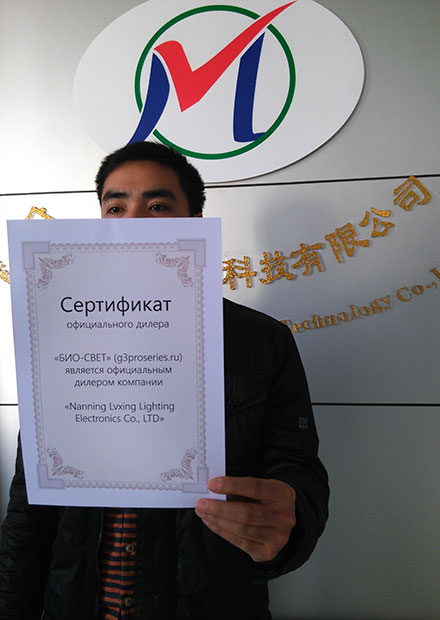 科技有限公司
Technology Co.,
Сертификат
официального дилера
«БИО-СВЕТ» (g3proseries.ru)
является официальным
дилером компании
«Nanning Lvxing Lighting
Electronics Co., LTD»